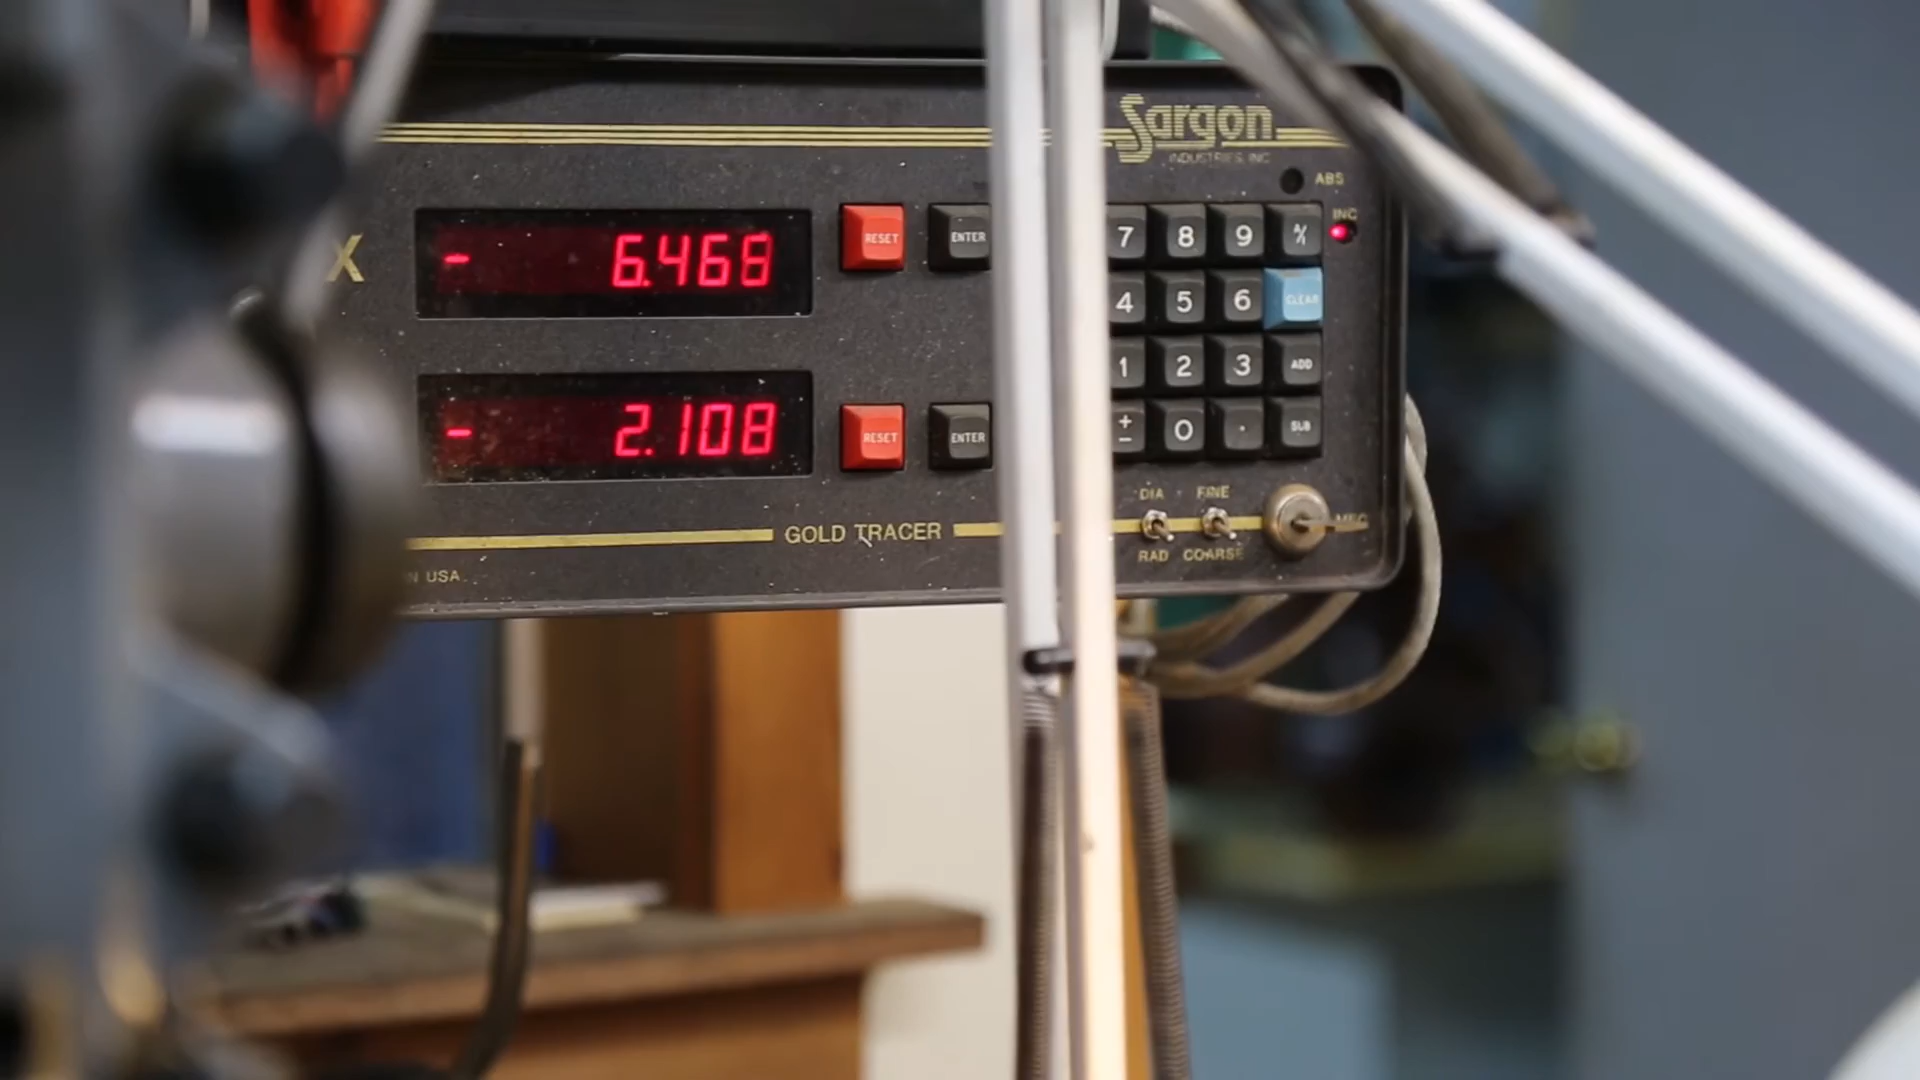 Sargon
INDUSTRIES, INC
ABS
INC
X
- 6.468
RESET
ENTER
7 8 9 A/I
4 5 6 CLEAR
1 2 3 ADD
- 2.108
RESET
ENTER
± 0 . SUB
DIA FINE
GOLD TRACER
RAD COARSE
IN USA